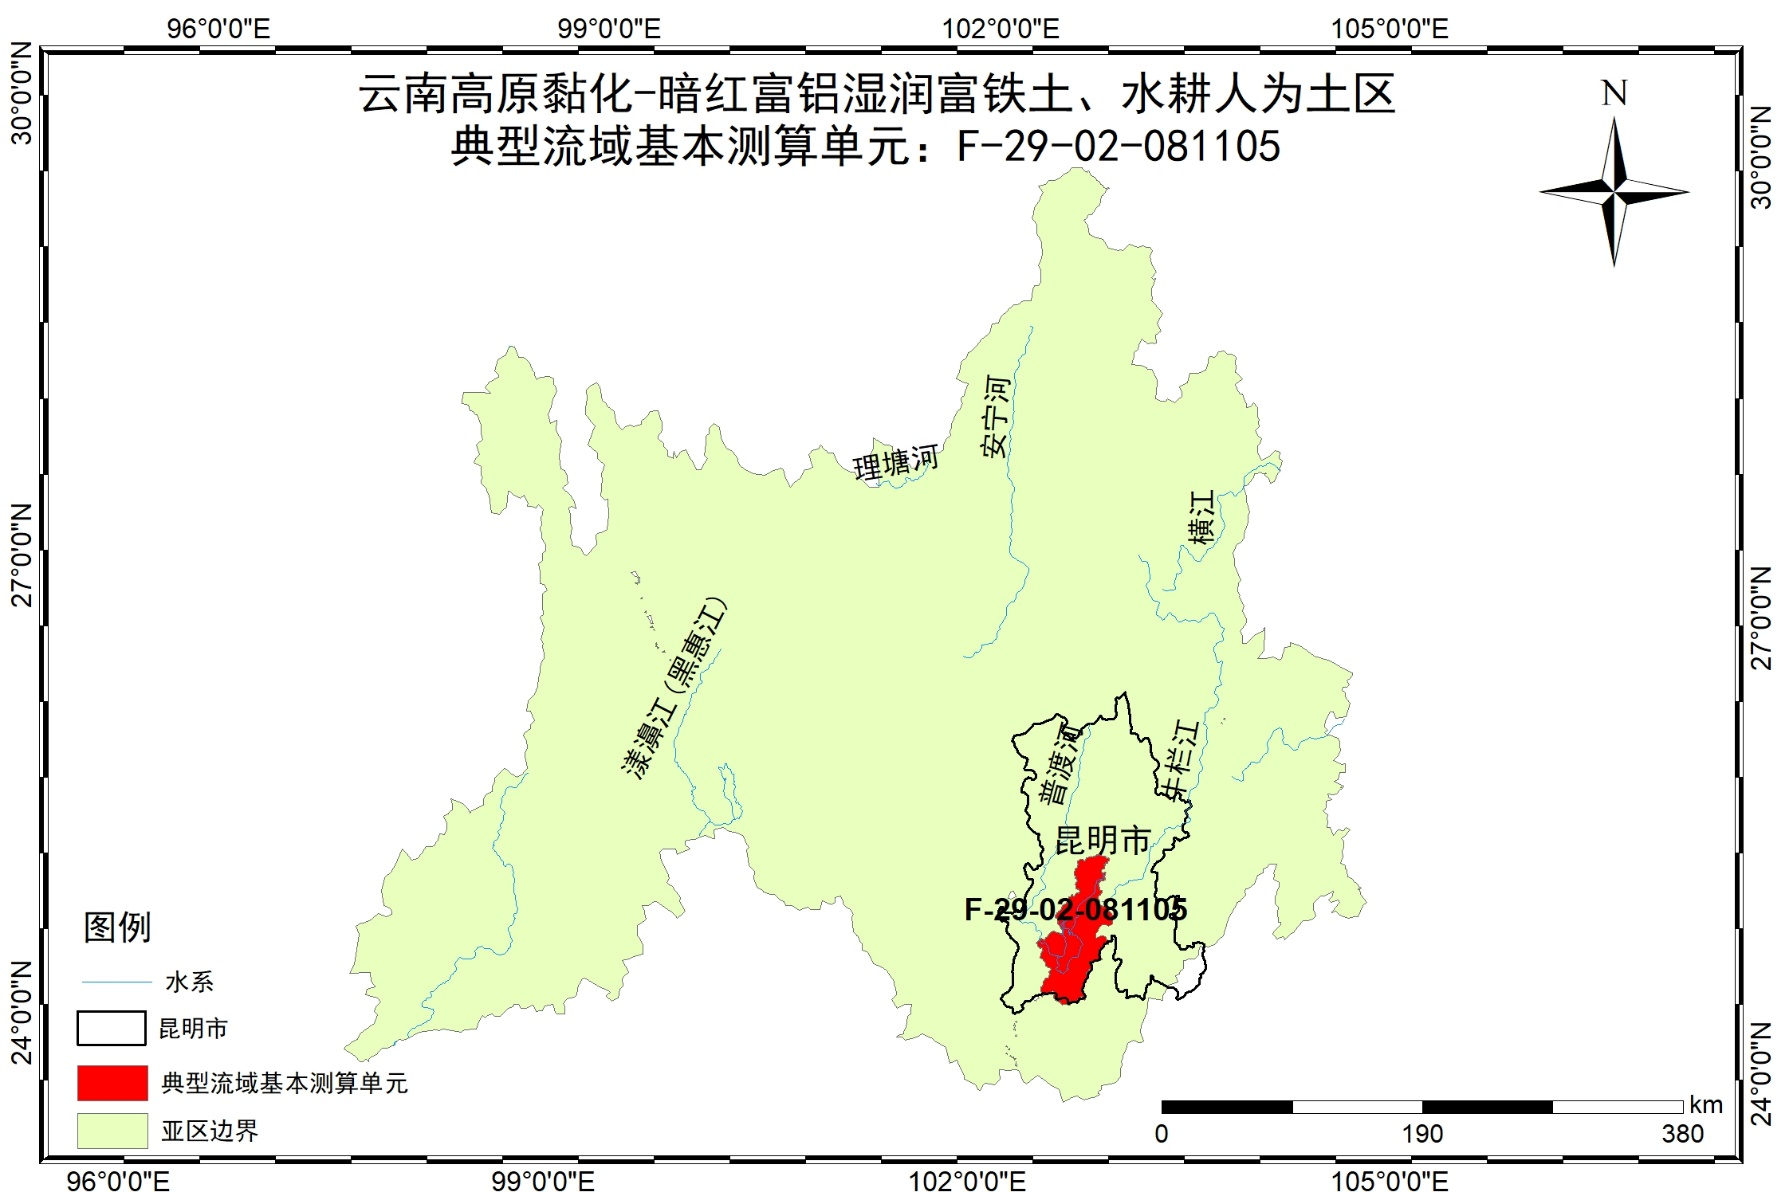 96°0'0"E 99°0'0"E 102°0'0"E 105°0'0"E
云南高原黏化-暗红富铝湿润富铁土、水耕人为土区
典型流域基本测算单元：F-29-02-081105
N
30°0'0"N
30°0'0"N
安宁河
理塘河
横江
27°0'0"N
27°0'0"N
漾濞江（黑惠江）
普渡河
牛栏江
昆明市
F-29-02-081105
图例
水系
昆明市
典型流域基本测算单元
亚区边界
24°0'0"N
24°0'0"N
km
0 190 380
96°0'0"E 99°0'0"E 102°0'0"E 105°0'0"E